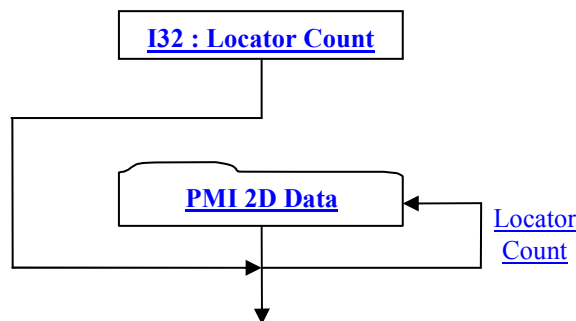 I32 : Locator Count
PMI 2D Data
Locator
Count